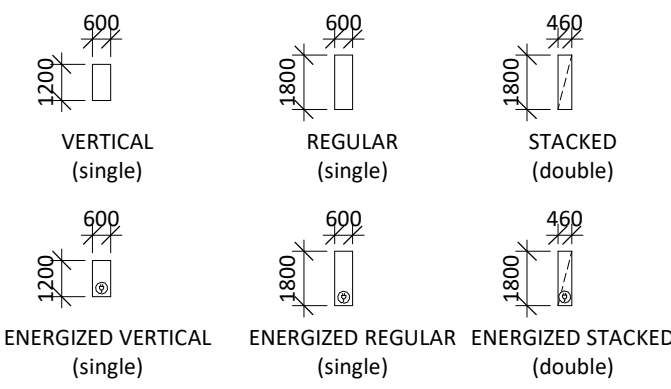 600 600 460
1200 1800 1800
VERTICAL REGULAR STACKED
(single) (single) (double)
600 600 460
1200 1800 1800
ENERGIZED VERTICAL ENERGIZED REGULAR ENERGIZED STACKED
(single) (single) (double)